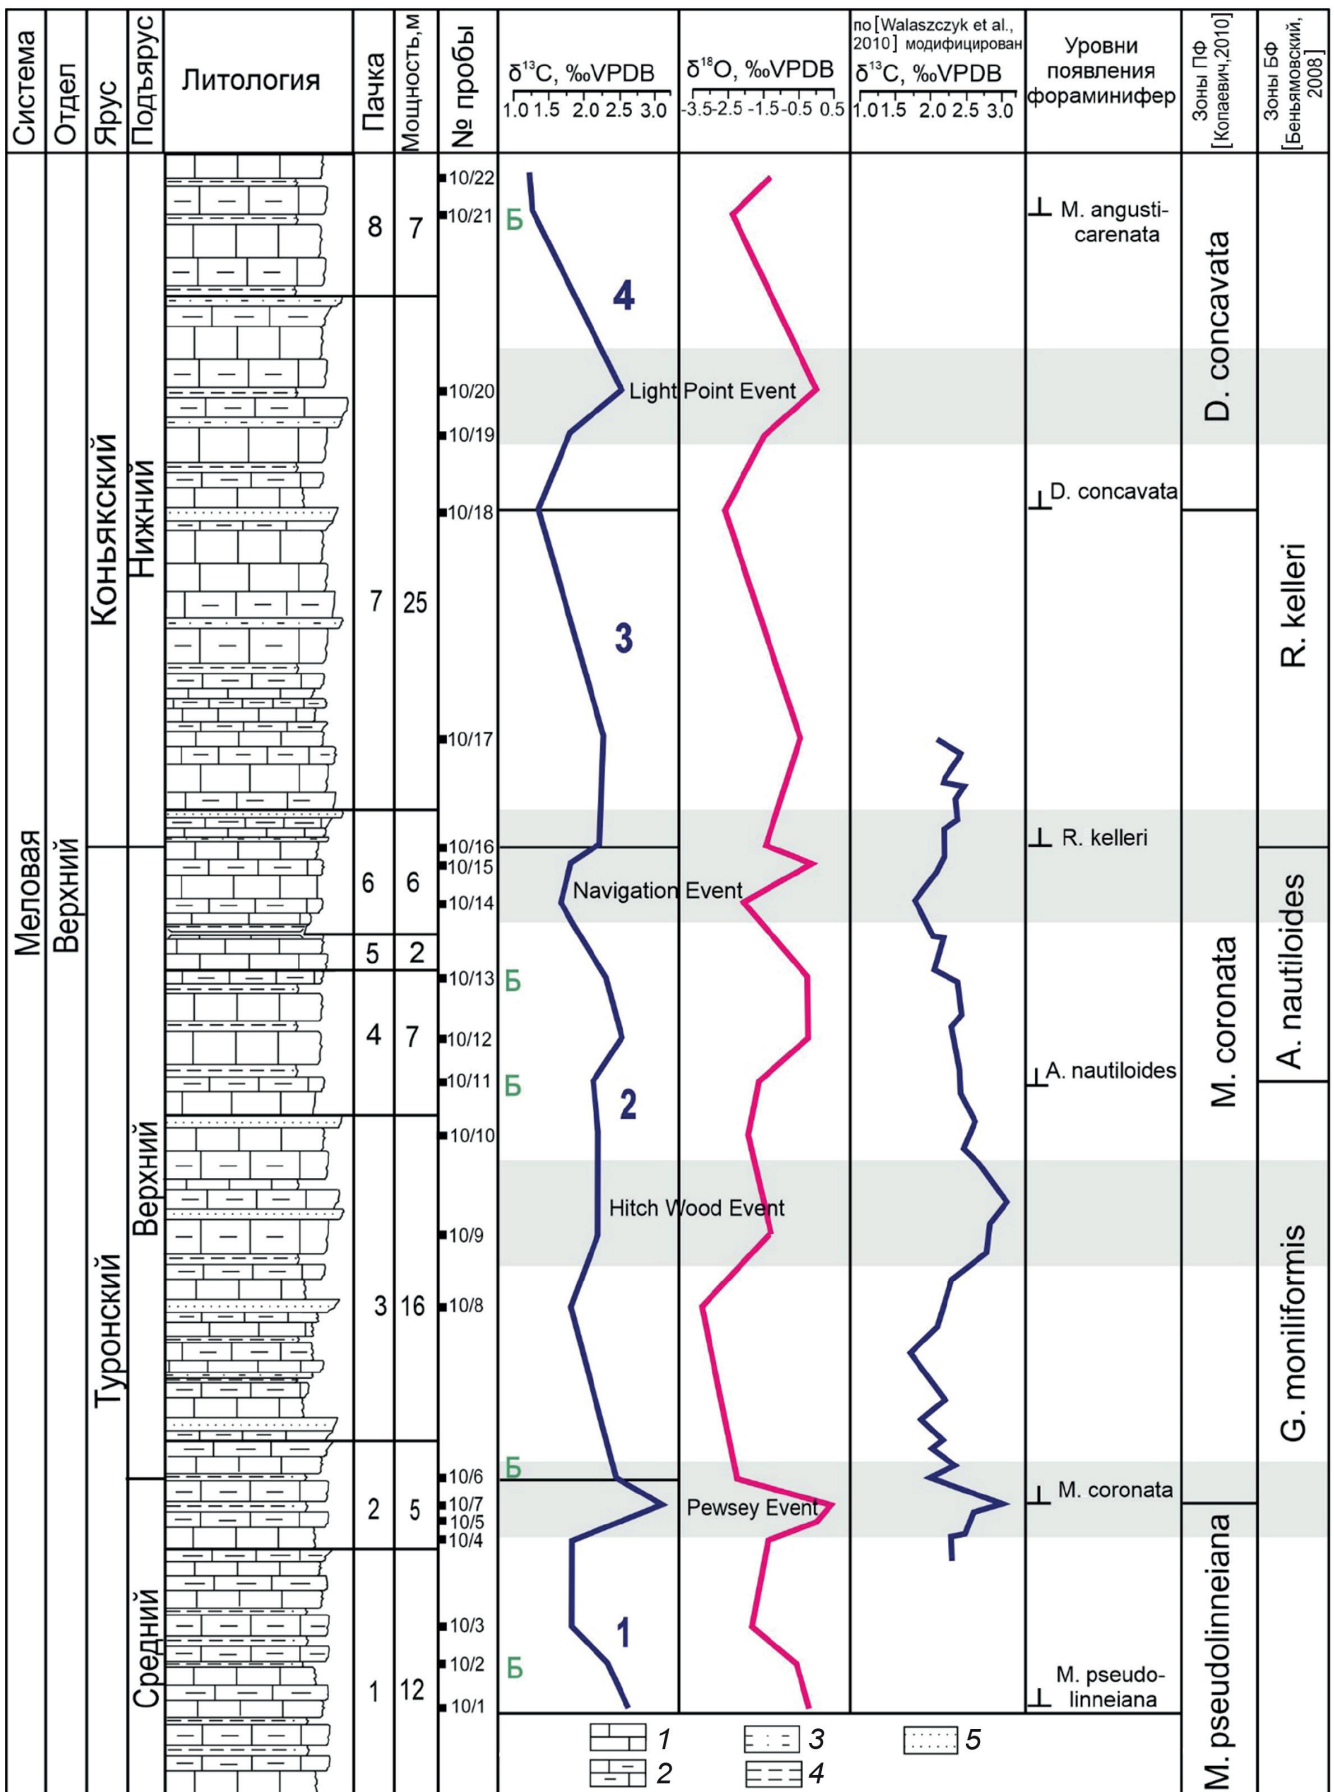 Система
Отдел
Ярус
Подъярус
Литология
Пачка
Мощность,м
№ пробы
δ¹³C, ‰VPDB
1.0 1.5 2.0 2.5 3.0
δ¹⁸O, ‰VPDB
-3.5 -2.5 -1.5 -0.5 0.5
по [Walaszczyk et al.,
2010] модифицирован
δ¹³C, ‰VPDB
1.0 1.5 2.0 2.5 3.0
Уровни
появления
фораминифер
Зоны ПФ
[Копаевич,2010]
Зоны БФ
[Беньямовский,
2008]
Меловая
Верхний
Коньякский
Туронский
Нижний
Верхний
Средний
8 7
7 25
6 6
5 2
4 7
3 16
2 5
1 12
10/22
10/21
10/20
10/19
10/18
10/17
10/16
10/15
10/14
10/13
10/12
10/11
10/10
10/9
10/8
10/6
10/7
10/5
10/4
10/3
10/2
10/1
Б
4
Light Point Event
3
Navigation Event
Б
Б
2
Hitch Wood Event
Б
Pewsey Event
1
Б
M. angusti-
carenata
D. concavata
R. kelleri
A. nautiloides
M. coronata
M. pseudo-
linneiana
D. concavata
M. coronata
M. pseudolinneiana
R. kelleri
A. nautiloides
G. moniliformis
1
2
3
4
5